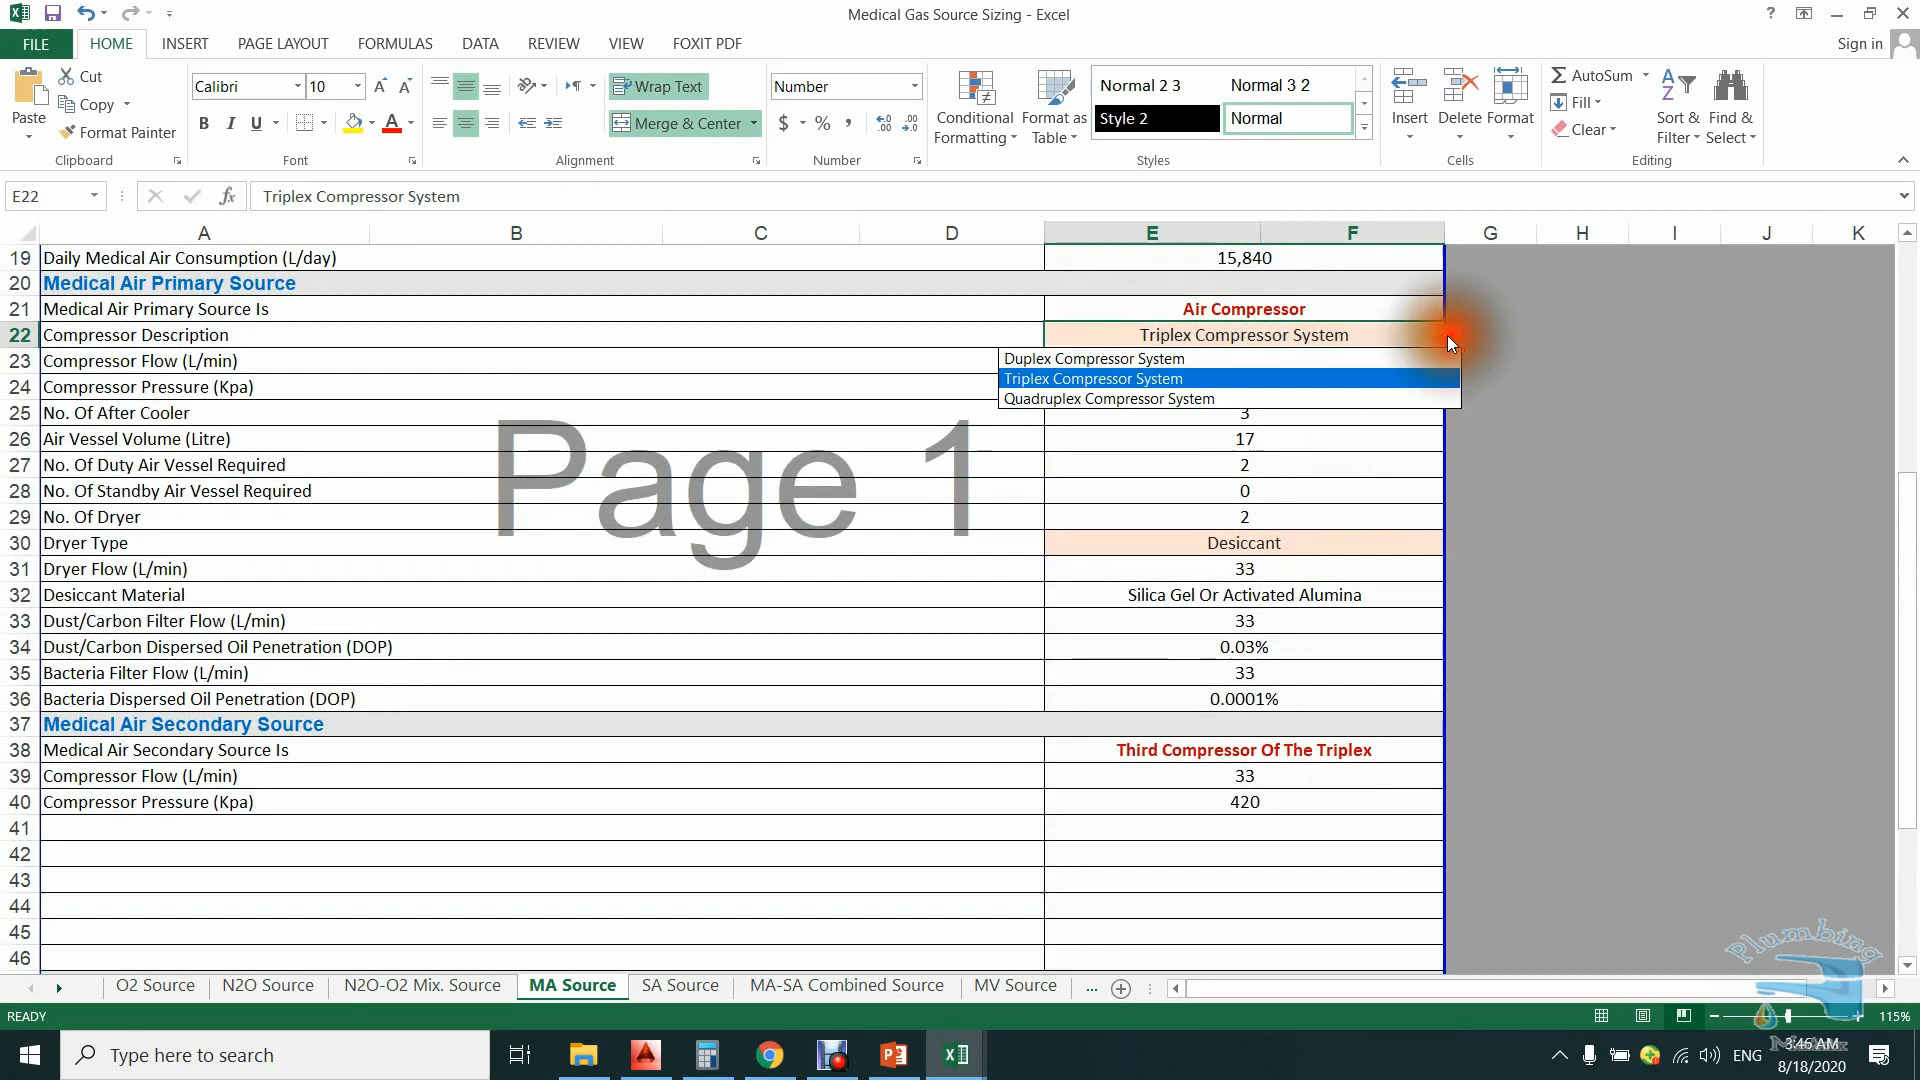 Medical Gas Source Sizing - Excel
FILE HOME INSERT PAGE LAYOUT FORMULAS DATA REVIEW VIEW FOXIT PDF Sign in
Paste Cut Copy Format Painter
Clipboard
Calibri 10
B I U A A A
Font
Wrap Text
Merge & Center
Alignment
Number
$ % ,
Number
Conditional Formatting Format as Table
Normal 2 3 Normal 3 2
Style 2 Normal
Styles
Insert Delete Format
Cells
AutoSum Fill Clear
Sort & Filter Find & Select
Editing
E22 fx Triplex Compressor System
A B C D E F G H I J K
19 Daily Medical Air Consumption (L/day) 15,840
20 Medical Air Primary Source
21 Medical Air Primary Source Is Air Compressor
22 Compressor Description Triplex Compressor System
23 Compressor Flow (L/min)
Duplex Compressor System
Triplex Compressor System
Quadruplex Compressor System
24 Compressor Pressure (Kpa)
25 No. Of After Cooler 3
26 Air Vessel Volume (Litre) 17
27 No. Of Duty Air Vessel Required 2
28 No. Of Standby Air Vessel Required 0
29 No. Of Dryer 2
Page 1
30 Dryer Type Desiccant
31 Dryer Flow (L/min) 33
32 Desiccant Material Silica Gel Or Activated Alumina
33 Dust/Carbon Filter Flow (L/min) 33
34 Dust/Carbon Dispersed Oil Penetration (DOP) 0.03%
35 Bacteria Filter Flow (L/min) 33
36 Bacteria Dispersed Oil Penetration (DOP) 0.0001%
37 Medical Air Secondary Source
38 Medical Air Secondary Source Is Third Compressor Of The Triplex
39 Compressor Flow (L/min) 33
40 Compressor Pressure (Kpa) 420
41
42
43
44
45
46
Plumbing
O2 Source N2O Source N2O-O2 Mix. Source MA Source SA Source MA-SA Combined Source MV Source ...
READY 115%
Type here to search ENG 3:46 AM
8/18/2020